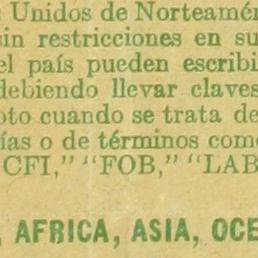 Unidos de Norteamér
sin restricciones en su
el país pueden escribi
debiendo llevar claves
oto cuando se trata de
ías o de términos com
CFI," "FOB," "LAB
, AFRICA, ASIA, OCE